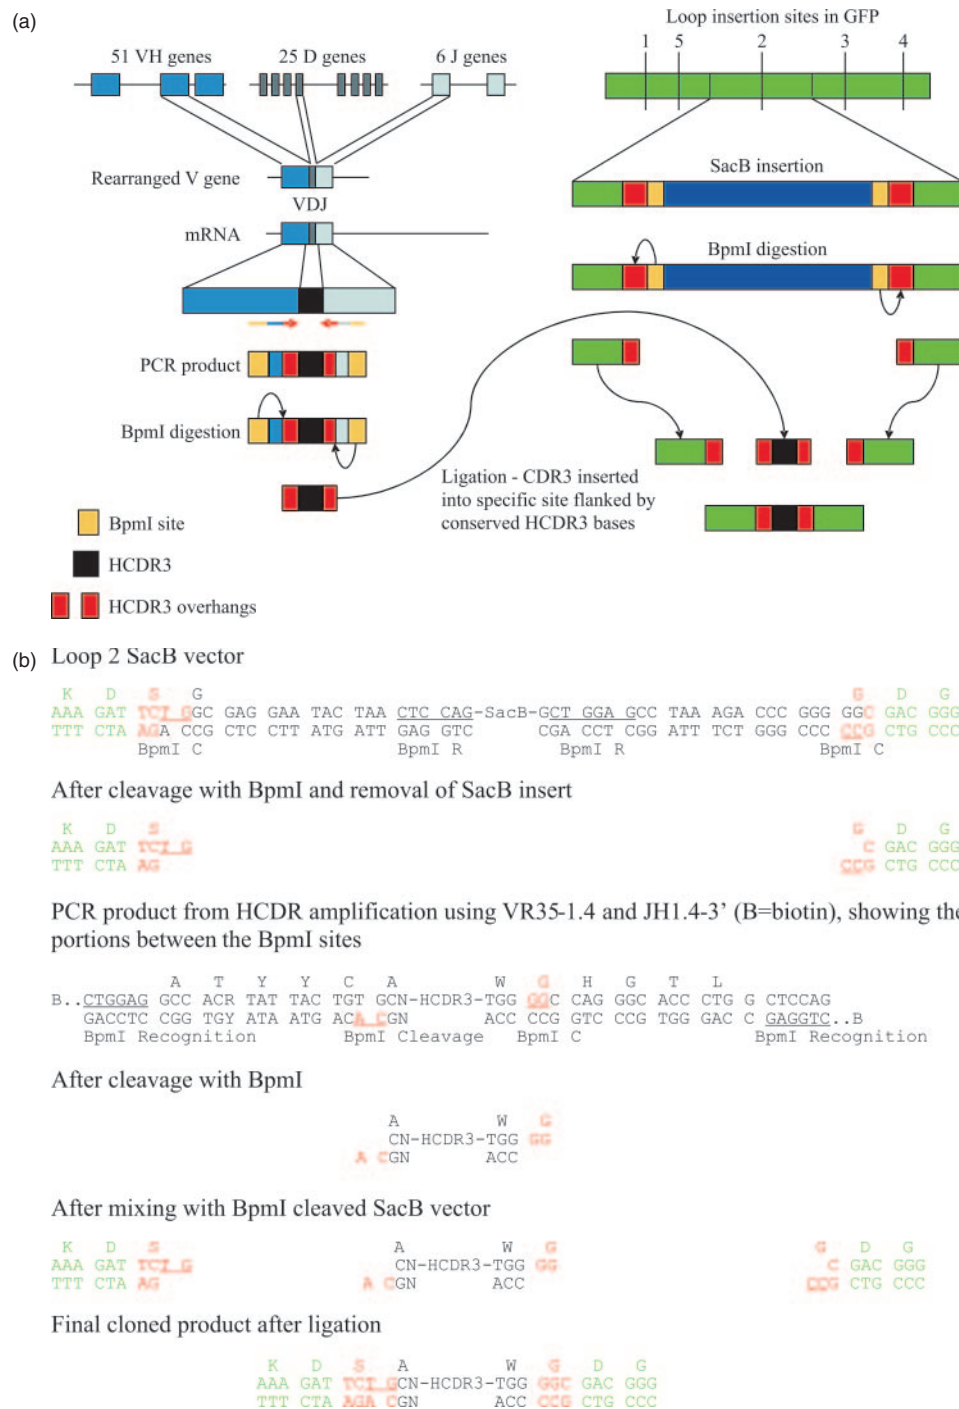 (a)
Loop insertion sites in GFP
51 VH genes 25 D genes 6 J genes
1 5 2 3 4
Rearranged V gene
SacB insertion
VDJ
mRNA
BpmI digestion
PCR product
BpmI digestion
Ligation - CDR3 inserted
into specific site flanked by
conserved HCDR3 bases
BpmI site
HCDR3
HCDR3 overhangs
(b) Loop 2 SacB vector
K D S G G D G
AAA GAT TCT GGC GAG GAA TAC TAA CTC CAG-SacB-GCT GGA GCC TAA AGA CCC GGG GGC GAC GGG
TTT CTA AGA CCG CTC CTT ATG ATT GAG GTC CGA CCT CGG ATT TCT GGG CCC CCG CTG CCC
BpmI C BpmI R BpmI R BpmI C
After cleavage with BpmI and removal of SacB insert
K D S G D G
AAA GAT TCT G C GAC GGG
TTT CTA AG CCG CTG CCC
PCR product from HCDR amplification using VR35-1.4 and JH1.4-3' (B=biotin), showing the
portions between the BpmI sites
A T Y Y C A W G H G T L
B..CTGGAG GCC ACR TAT TAC TGT GCN-HCDR3-TGG GGC CAG GGC ACC CTG G CTCCAG
GACCTC CGG TGY ATA ATG ACA CGN ACC CCG GTC CCG TGG GAC C GAGGTC..B
BpmI Recognition BpmI Cleavage BpmI C BpmI Recognition
After cleavage with BpmI
A W G
CN-HCDR3-TGG GG
A CGN ACC
After mixing with BpmI cleaved SacB vector
K D S A W G G D G
AAA GAT TCT G CN-HCDR3-TGG GG C GAC GGG
TTT CTA AG A CGN ACC CCG CTG CCC
Final cloned product after ligation
K D S A W G D G
AAA GAT TCT GCN-HCDR3-TGG GGC GAC GGG
TTT CTA AGA CGN ACC CCG CTG CCC